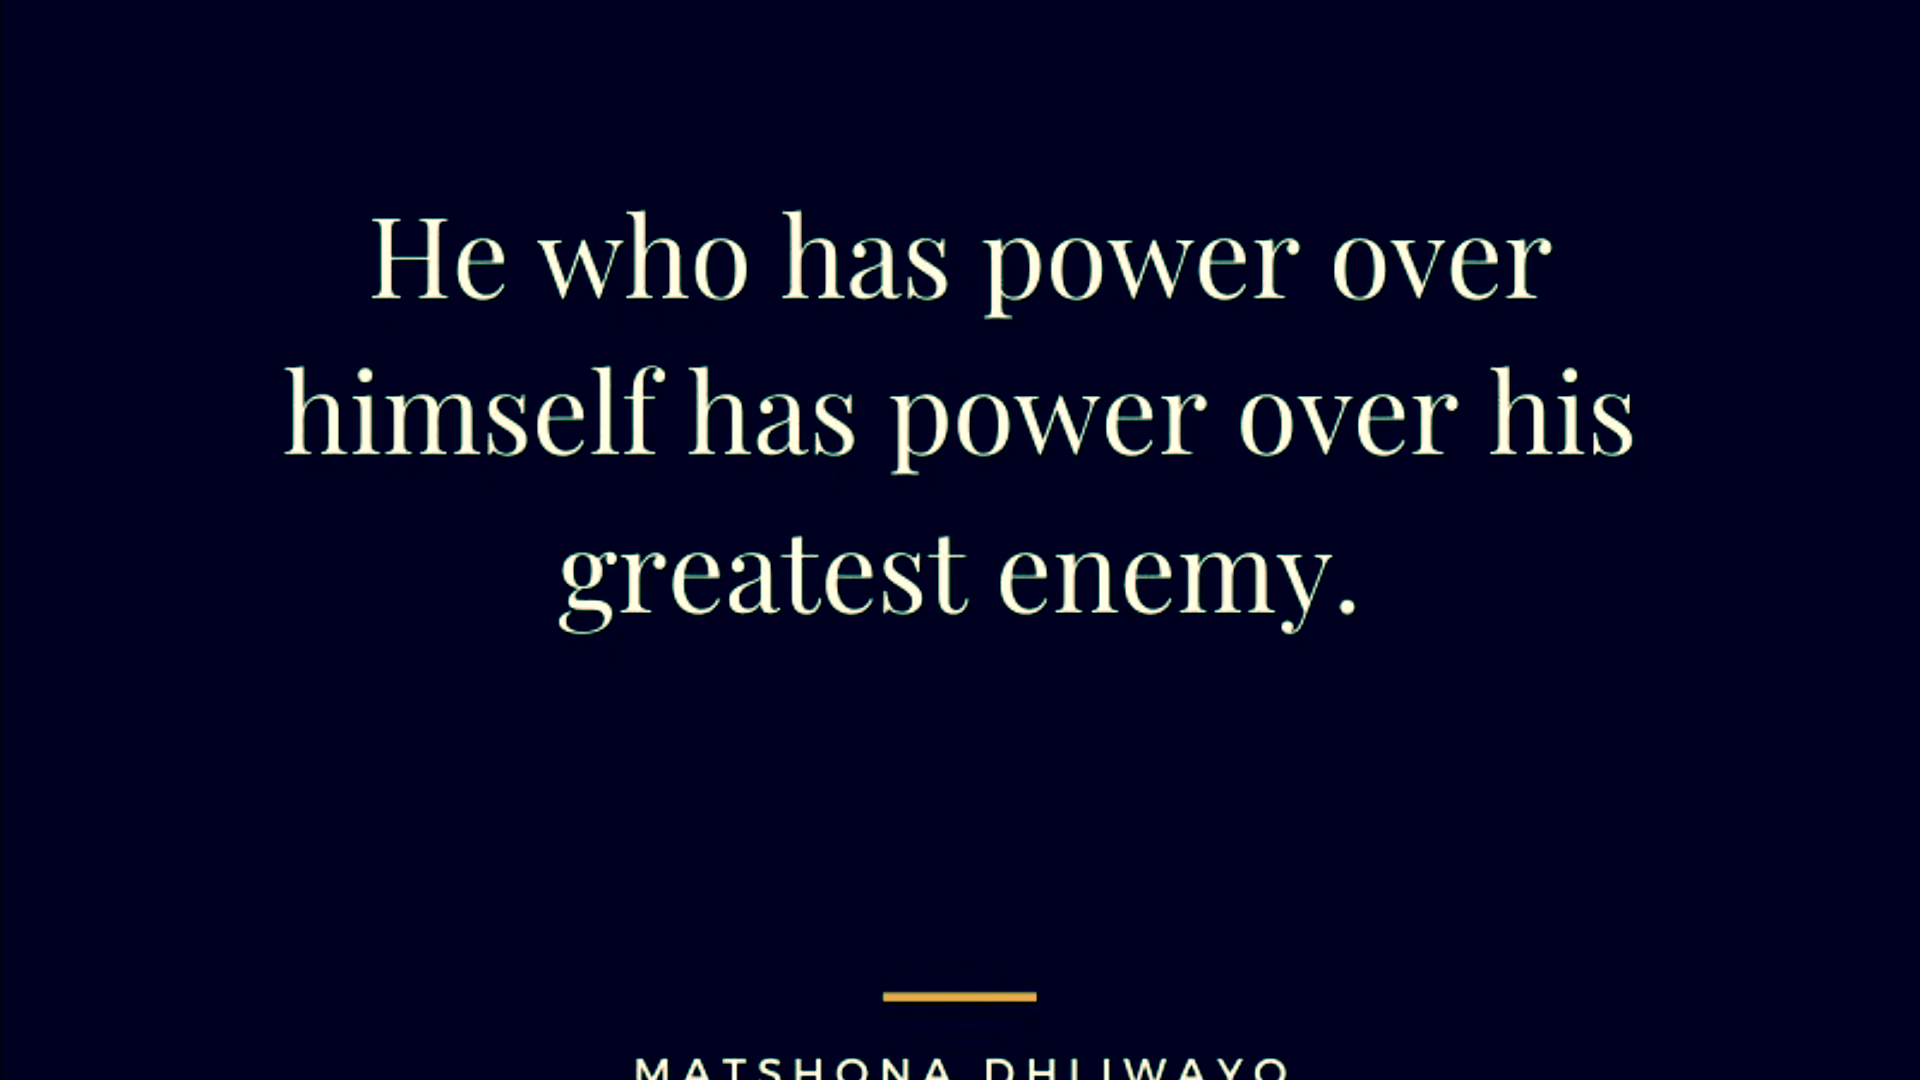 He who has power over
himself has power over his
greatest enemy.
MATSHONA DHLIWAYO